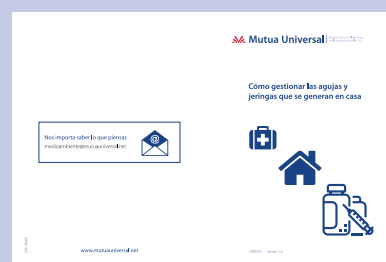 Mutua Universal
Cómo gestionar las agujas y
jeringas que se generan en casa
Nos importa saber lo que piensas
medioambiente@mutuauniversal.net
@
www.mutuauniversal.net